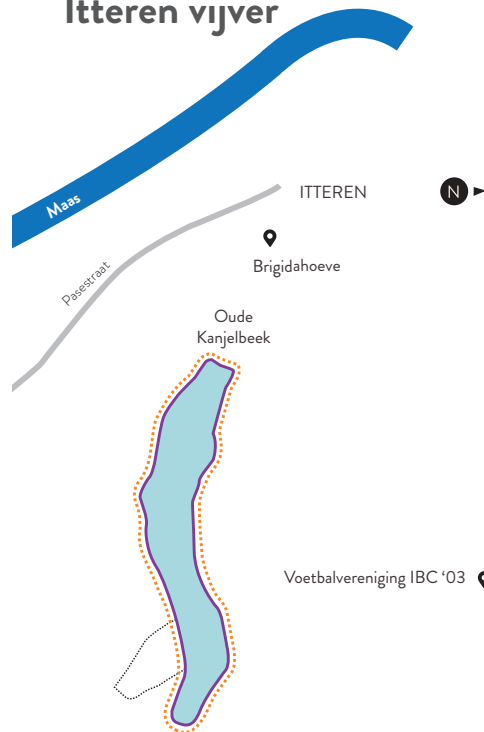 Itteren vijver
Maas
ITTEREN
N
Brigidahoeve
Pasestraat
Oude
Kanjelbeek
Voetbalvereniging IBC ‘03